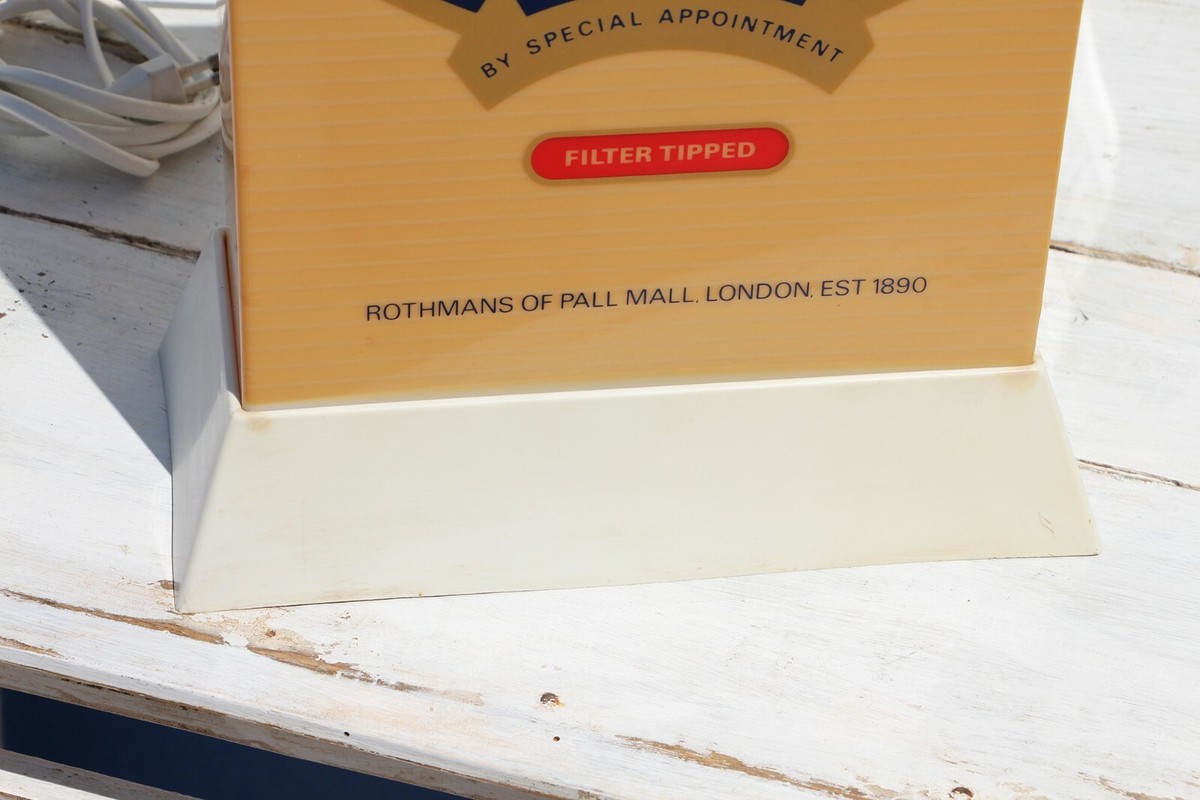 BY SPECIAL APPOINTMENT
FILTER TIPPED
ROTHMANS OF PALL MALL, LONDON, EST 1890